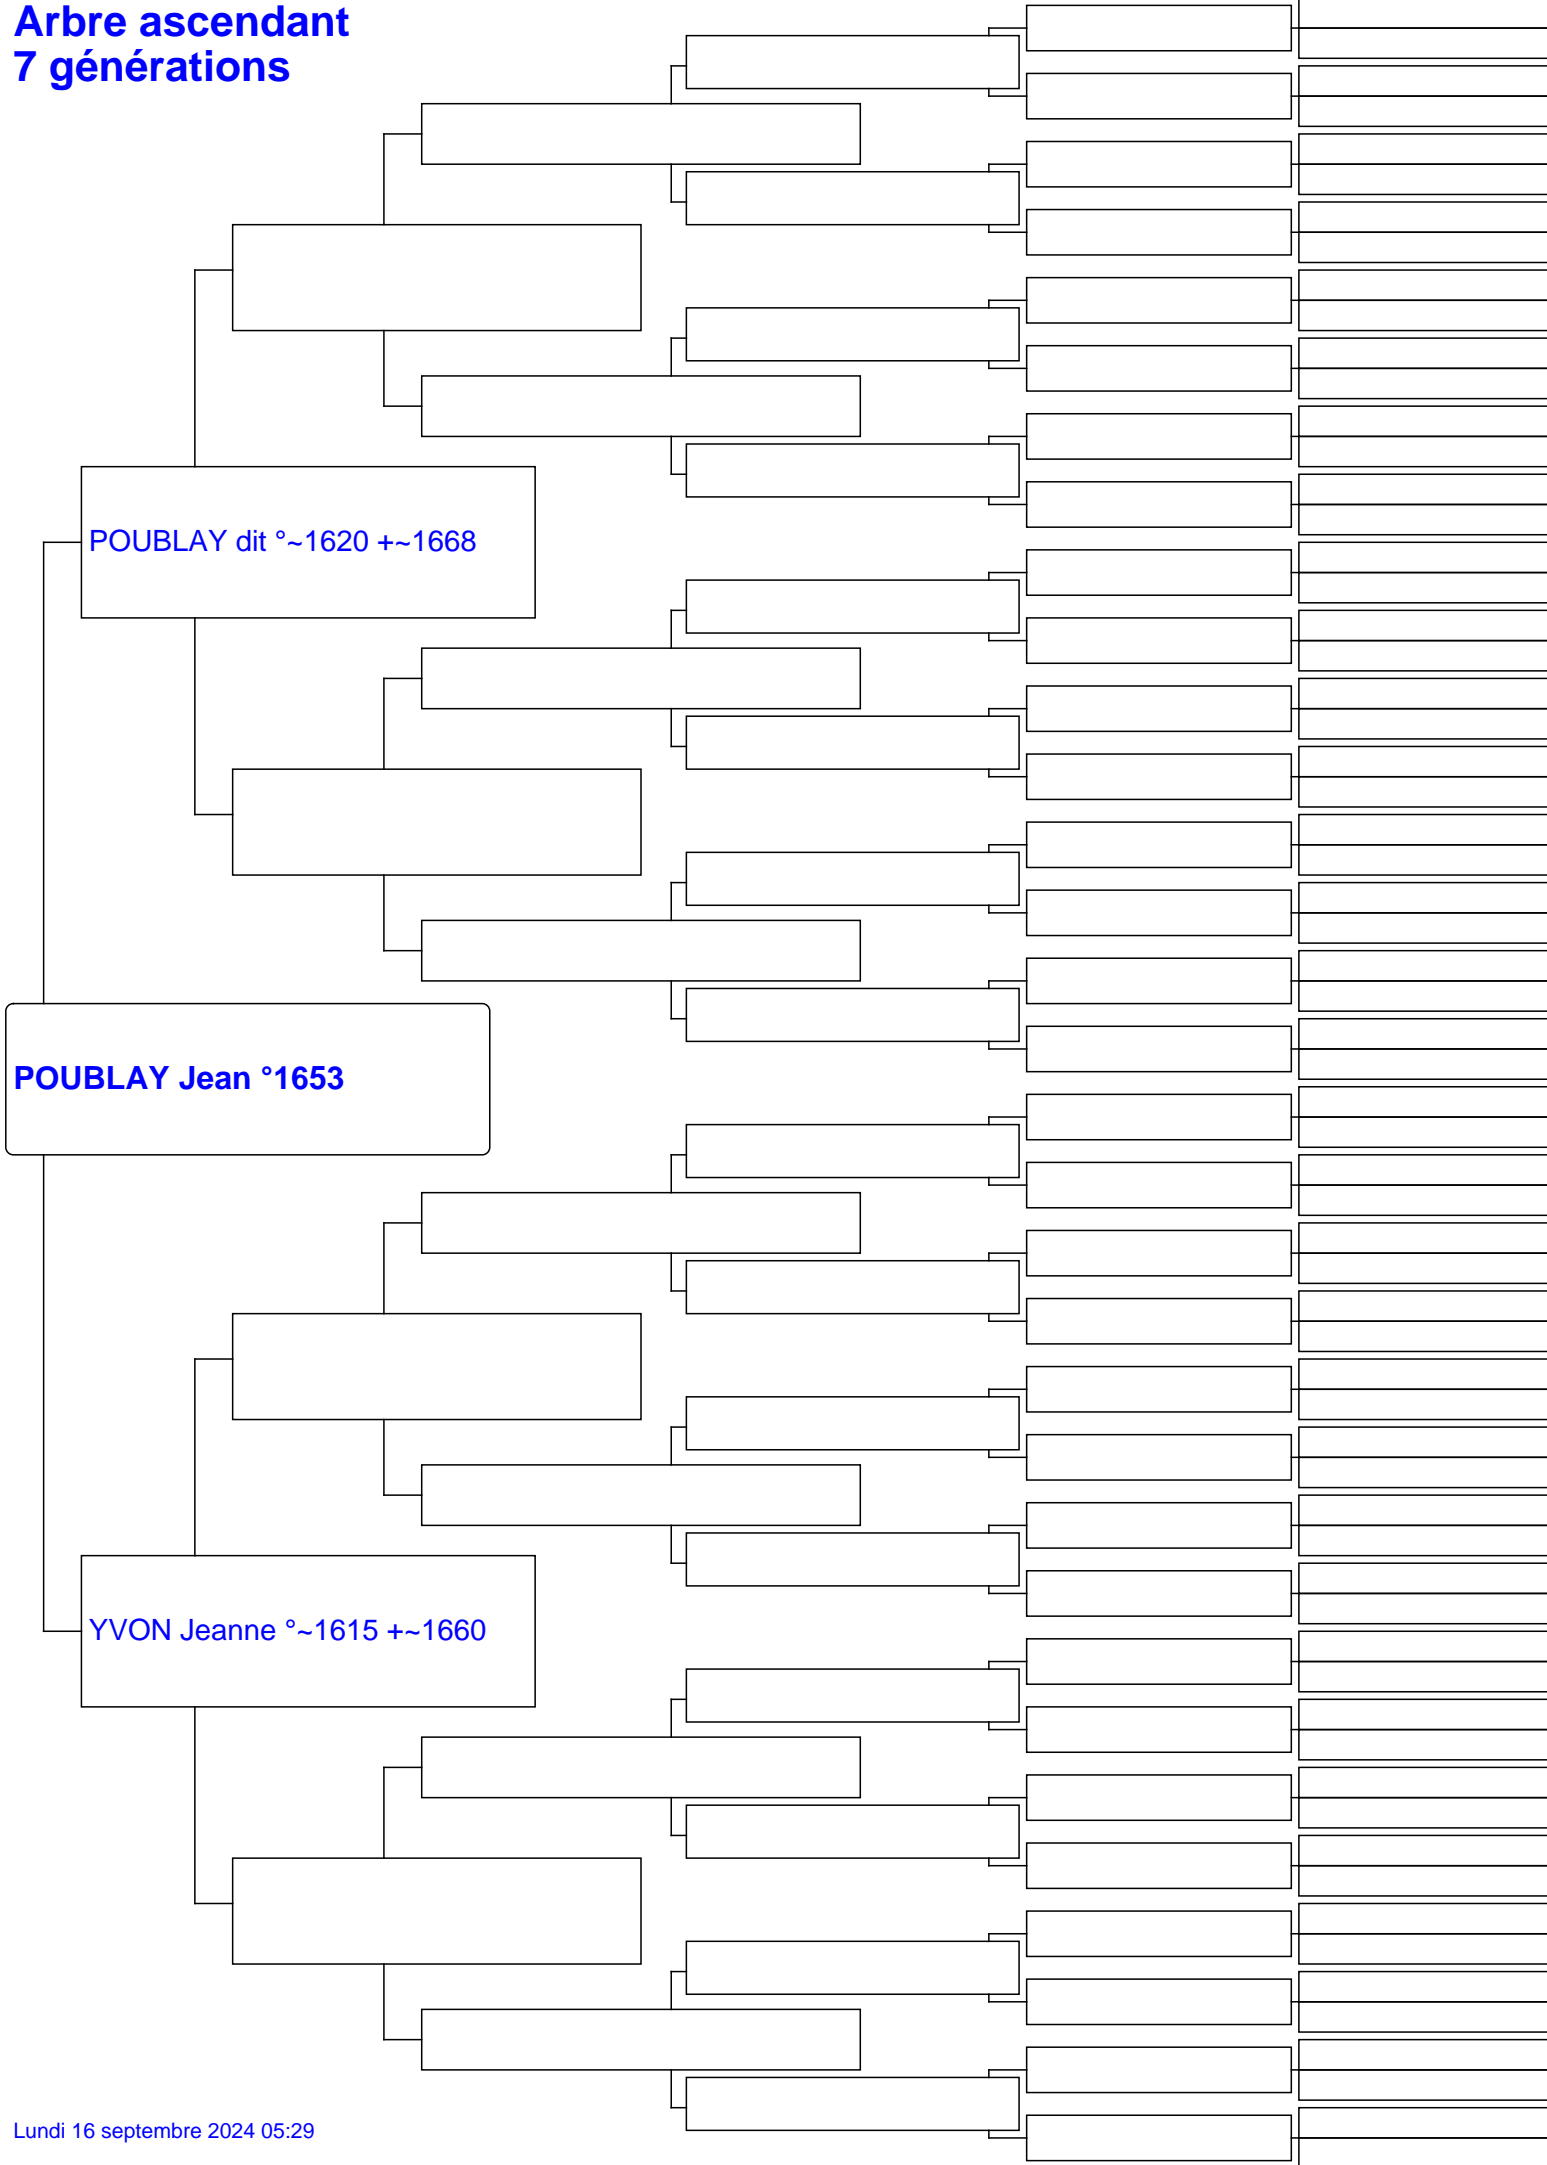 Arbre ascendant
7 générations
POUBLAY dit °~1620 +~1668
POUBLAY Jean °1653
YVON Jeanne °~1615 +~1660
Lundi 16 septembre 2024 05:29